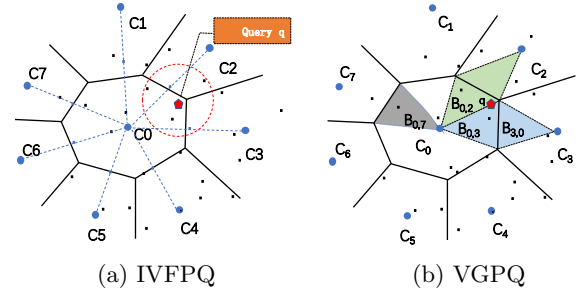 C1
Query q
C2
C7
C0
C3
C6
C5
C4
(a) IVFPQ
C1
C2
C7
B0,2
q
B0,7
B0,3
B3,0
C0
C3
C6
C5
C4
(b) VGPQ